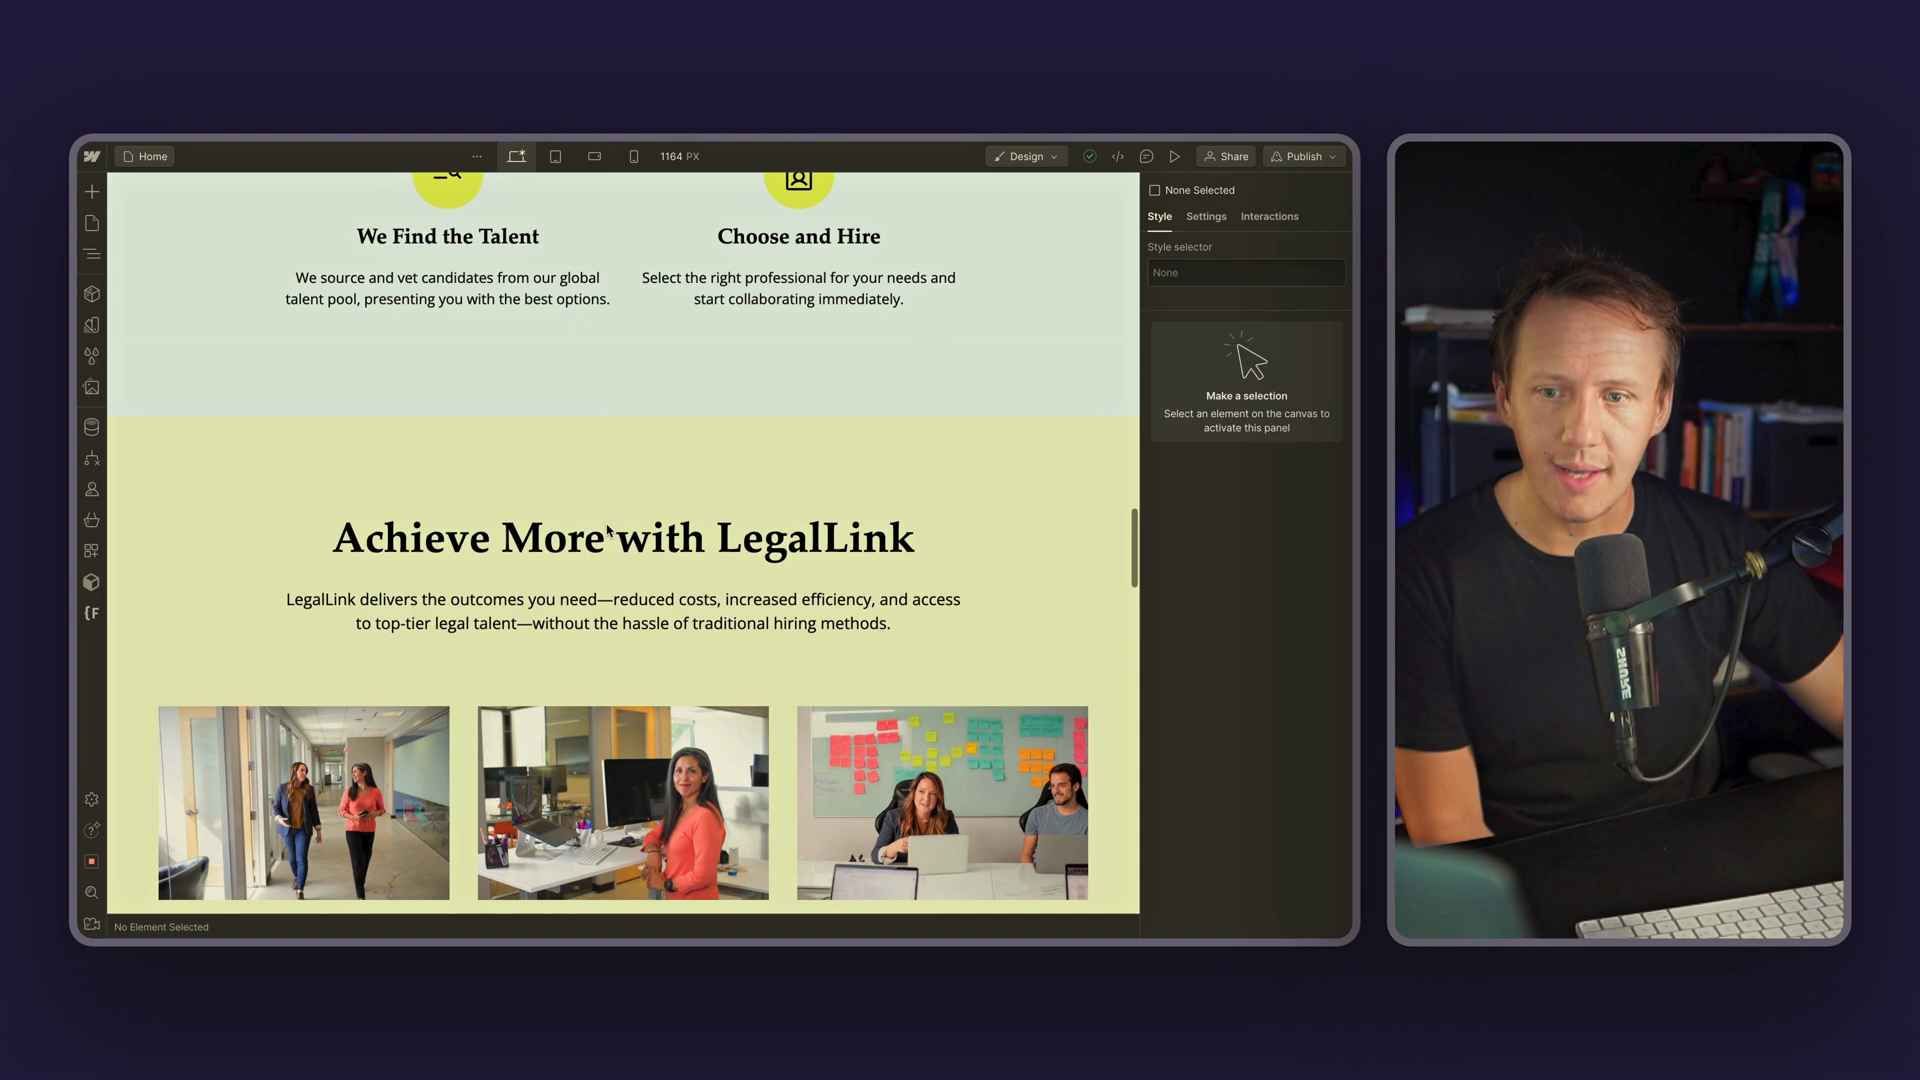 Home
...
1164 PX
Design
Share
Publish
None Selected
Style Settings Interactions
Style selector
None
Make a selection
Select an element on the canvas to
activate this panel
We Find the Talent
We source and vet candidates from our global
talent pool, presenting you with the best options.
Choose and Hire
Select the right professional for your needs and
start collaborating immediately.
Achieve More with LegalLink
LegalLink delivers the outcomes you need—reduced costs, increased efficiency, and access
to top-tier legal talent—without the hassle of traditional hiring methods.
{F
No Element Selected
SHURE